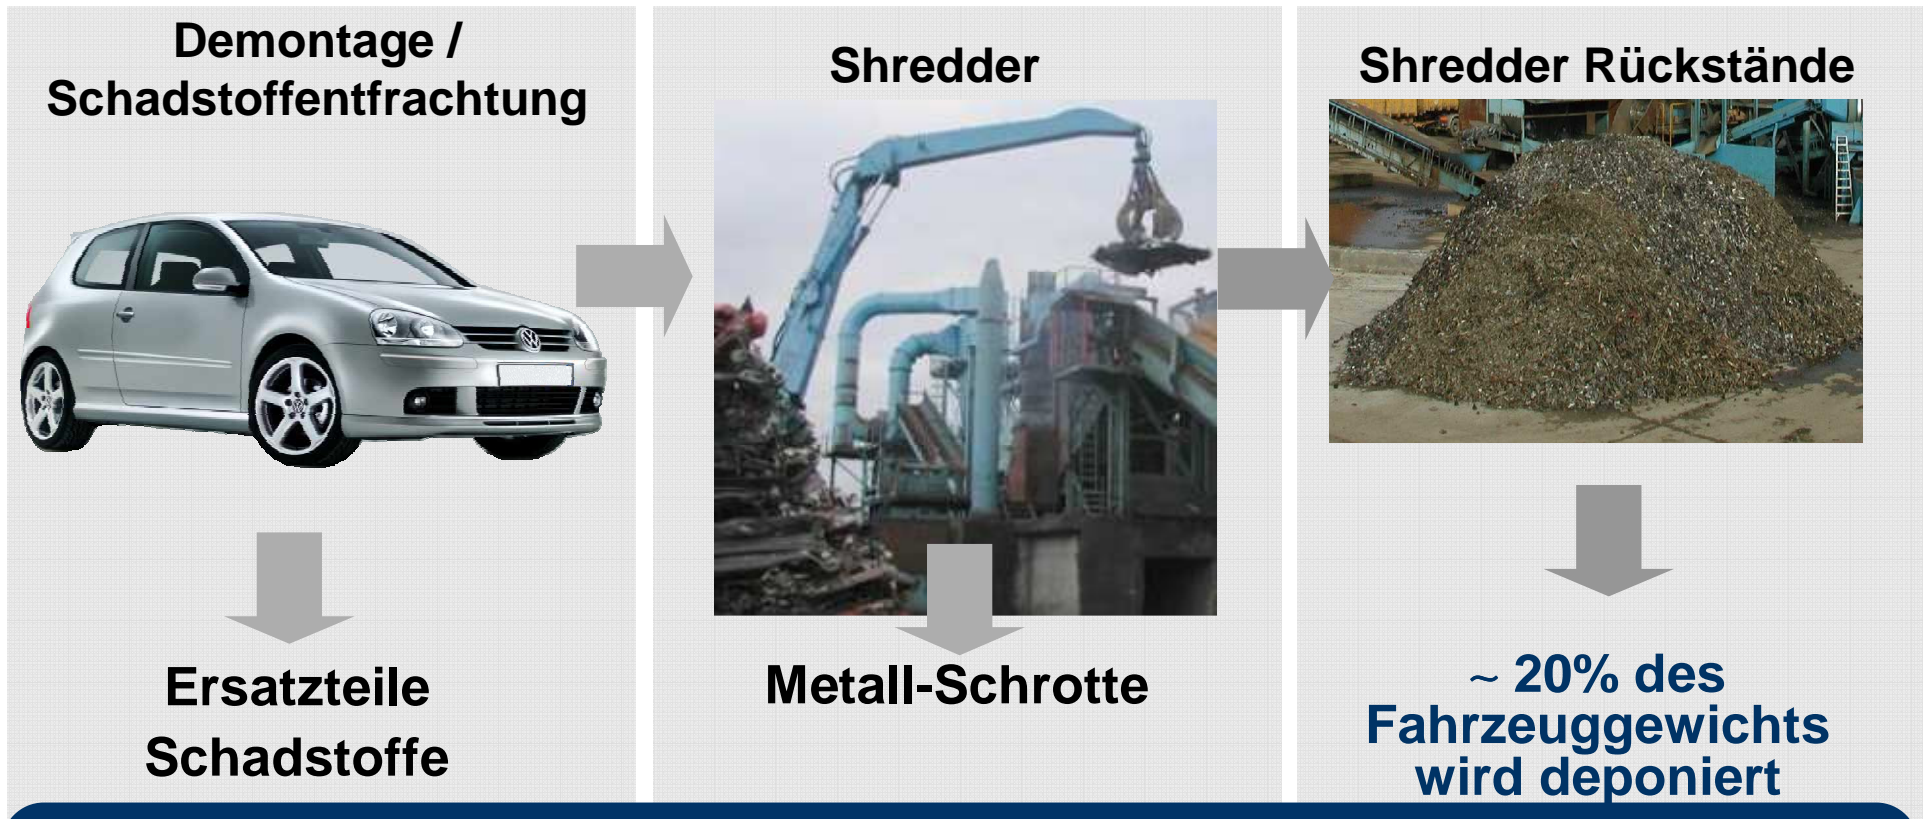 Demontage /
Schadstoffentfrachtung
Ersatzteile
Schadstoffe
Shredder
Metall-Schrotte
Shredder Rückstände
~ 20% des
Fahrzeuggewichts
wird deponiert